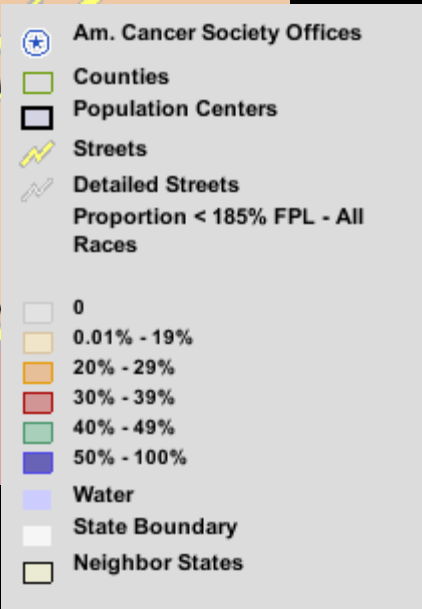 Am. Cancer Society Offices
Counties
Population Centers
Streets
Detailed Streets
Proportion < 185% FPL - All
Races
0
0.01% - 19%
20% - 29%
30% - 39%
40% - 49%
50% - 100%
Water
State Boundary
Neighbor States